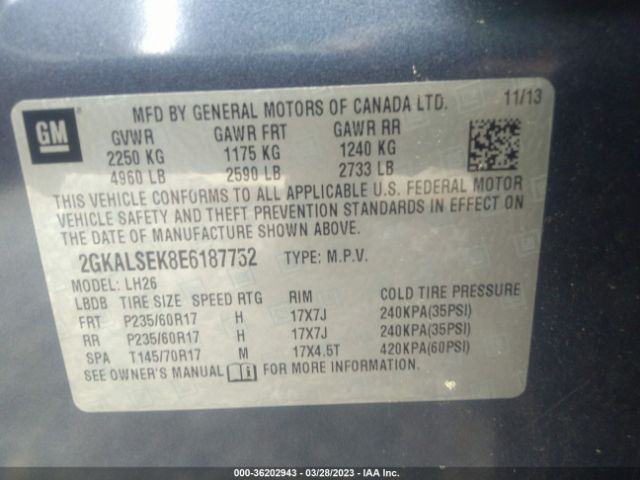 GM
MFD BY GENERAL MOTORS OF CANADA LTD. 11/13
GVWR GAWR FRT GAWR RR
2250 KG 1175 KG 1240 KG
4960 LB 2590 LB 2733 LB
THIS VEHICLE CONFORMS TO ALL APPLICABLE U.S. FEDERAL MOTOR
VEHICLE SAFETY AND THEFT PREVENTION STANDARDS IN EFFECT ON
THE DATE OF MANUFACTURE SHOWN ABOVE.
2GKALSEK8E6187752 TYPE: M.P.V.
MODEL: LH26
LBDB TIRE SIZE SPEED RTG RIM COLD TIRE PRESSURE
FRT P235/60R17 H 17X7J 240KPA(35PSI)
RR P235/60R17 H 17X7J 240KPA(35PSI)
SPA T145/70R17 M 17X4.5T 420KPA(60PSI)
SEE OWNER'S MANUAL FOR MORE INFORMATION.
000-36202943 - 03/28/2023 - IAA Inc.